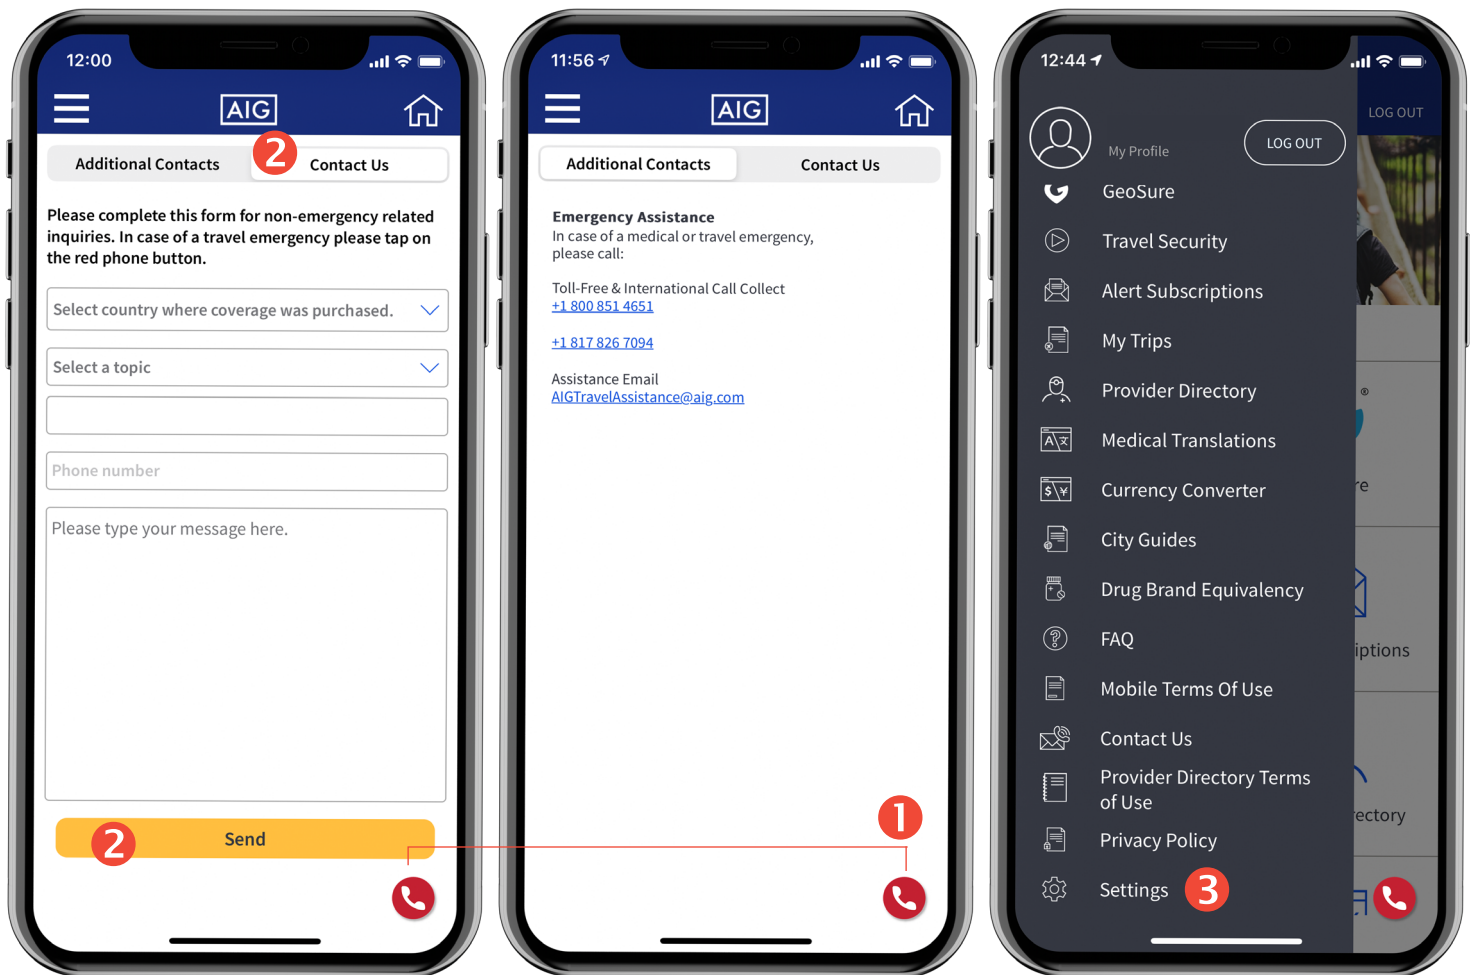 12:00
AIG
Additional Contacts
2
Contact Us
Please complete this form for non-emergency related
inquiries. In case of a travel emergency please tap on
the red phone button.
Select country where coverage was purchased.
Select a topic
Phone number
Please type your message here.
2
Send
11:56
AIG
Additional Contacts
Contact Us
Emergency Assistance
In case of a medical or travel emergency,
please call:
Toll-Free & International Call Collect
+1 800 851 4651
+1 817 826 7094
Assistance Email
AIGTravelAssistance@aig.com
1
12:44
My Profile
LOG OUT
LOG OUT
GeoSure
Travel Security
Alert Subscriptions
My Trips
Provider Directory
®
Medical Translations
Currency Converter
re
City Guides
Drug Brand Equivalency
FAQ
iptions
Mobile Terms Of Use
Contact Us
Provider Directory Terms
of Use
ectory
Privacy Policy
Settings
3